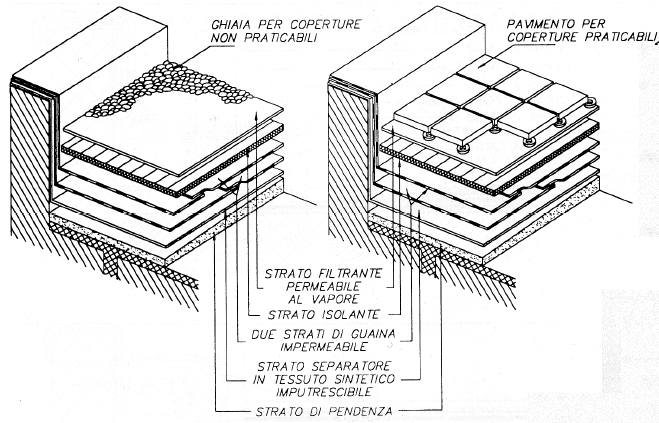 GHIAIA PER COPERTURE
NON PRATICABILI
PAVIMENTO PER
COPERTURE PRATICABILI
STRATO FILTRANTE
PERMEABILE
AL VAPORE
STRATO ISOLANTE
DUE STRATI DI GUAINA
IMPERMEABILE
STRATO SEPARATORE
IN TESSUTO SINTETICO
IMPUTRESCIBILE
STRATO DI PENDENZA